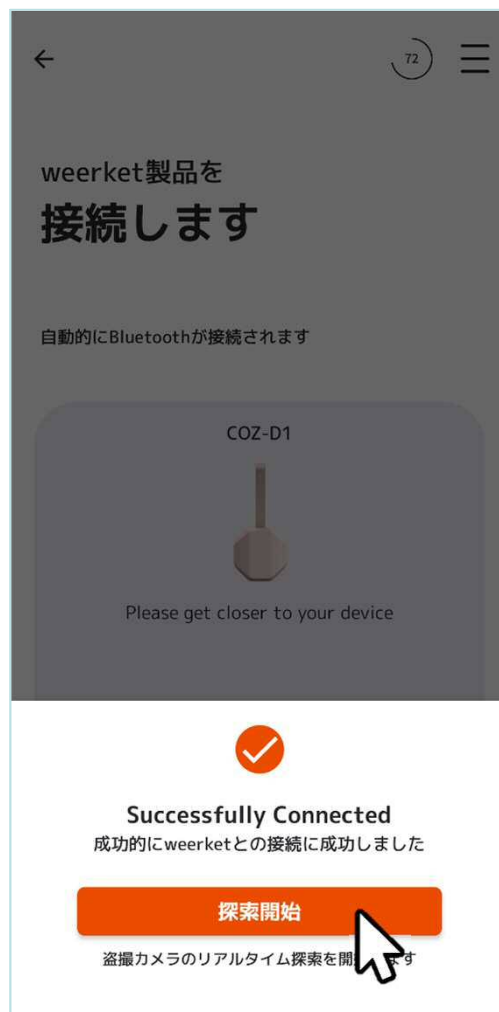 72
weerket製品を
接続します
自動的にBluetoothが接続されます
COZ-D1
Please get closer to your device
Successfully Connected
成功的にweerketとの接続に成功しました
探索開始
盗撮カメラのリアルタイム探索を開 ます